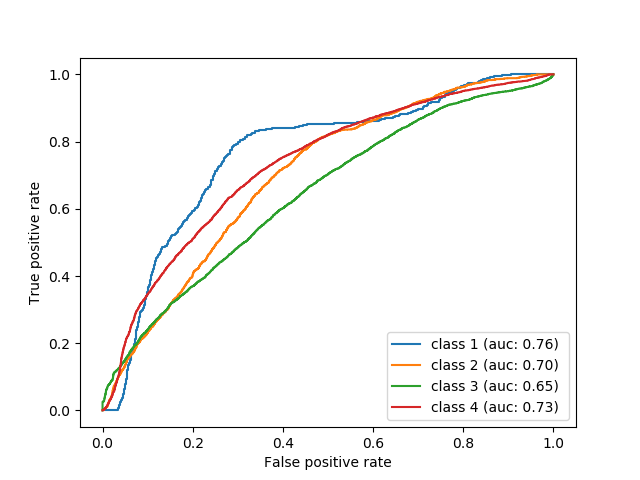 1.0
0.8
0.6
0.4
0.2
0.0
True positive rate
class 1 (auc: 0.76)
class 2 (auc: 0.70)
class 3 (auc: 0.65)
class 4 (auc: 0.73)
0.0 0.2 0.4 0.6 0.8 1.0
False positive rate